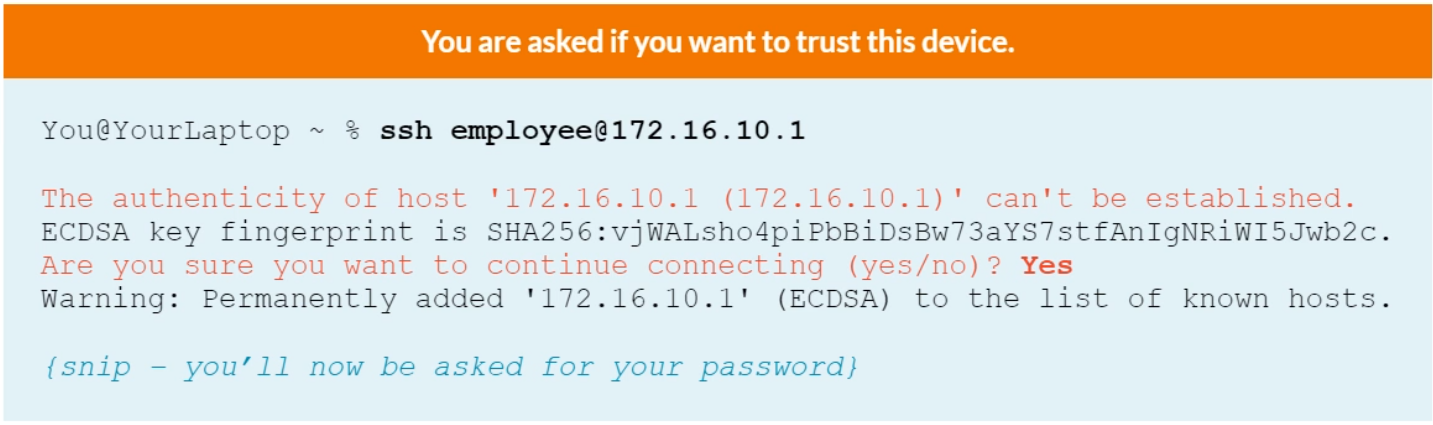 You are asked if you want to trust this device.
You@YourLaptop ~ % ssh employee@172.16.10.1
The authenticity of host '172.16.10.1 (172.16.10.1)' can't be established.
ECDSA key fingerprint is SHA256:vjWALsho4piPbBiDsBw73aYS7stfAnIgNRiWI5Jwb2c.
Are you sure you want to continue connecting (yes/no)? Yes
Warning: Permanently added '172.16.10.1' (ECDSA) to the list of known hosts.
{snip – you’ll now be asked for your password}